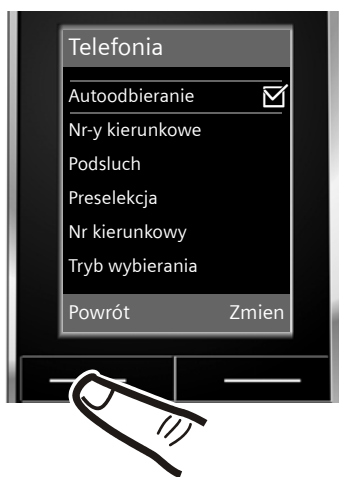 Telefonia
Autoodbieranie
Nr-y kierunkowe
Podsluch
Preselekcja
Nr kierunkowy
Tryb wybierania
Powrót Zmien